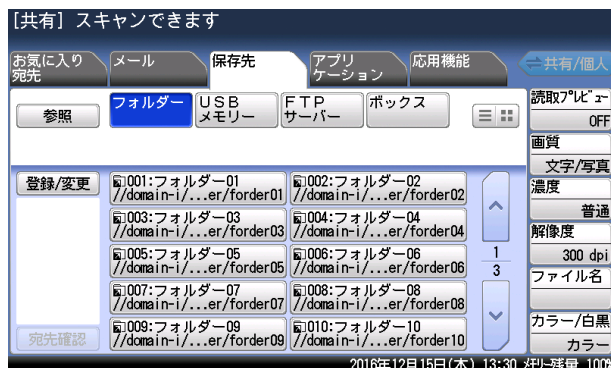 [共有] スキャンできます
お気に入り
宛先
メール
保存先
アプリ
ケーション
応用機能
共有/個人
参照
フォルダー
USB
メモリー
FTP
サーバー
ボックス
読取プレビュー
OFF
画質
文字/写真
濃度
普通
解像度
300 dpi
ファイル名
カラー/白黒
カラー
登録/変更
001:フォルダー01
//domain-i/...er/forder01
002:フォルダー02
//domain-i/...er/forder02
003:フォルダー03
//domain-i/...er/forder03
004:フォルダー04
//domain-i/...er/forder04
005:フォルダー05
//domain-i/...er/forder05
006:フォルダー06
//domain-i/...er/forder06
007:フォルダー07
//domain-i/...er/forder07
008:フォルダー08
//domain-i/...er/forder08
009:フォルダー09
//domain-i/...er/forder09
010:フォルダー10
//domain-i/...er/forder10
1
3
宛先確認
2016年12月15日(木) 13:30 メモリー残量 100%